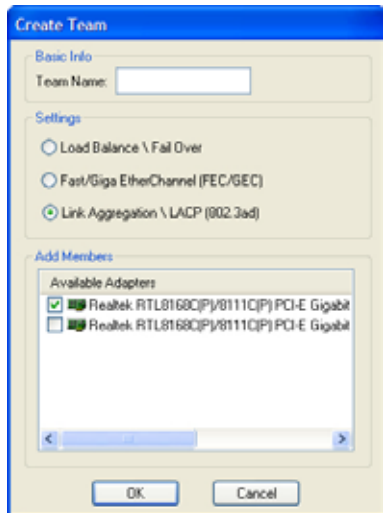 Create Team
Basic Info
Team Name:
Settings
Load Balance \ Fail Over
Fast/Giga EtherChannel (FEC/GEC)
Link Aggregation \ LACP (802.3ad)
Add Members
Available Adapters
Realtek RTL8168C(P)/8111C(P) PCI-E Gigabit
Realtek RTL8168C(P)/8111C(P) PCI-E Gigabit
OK Cancel